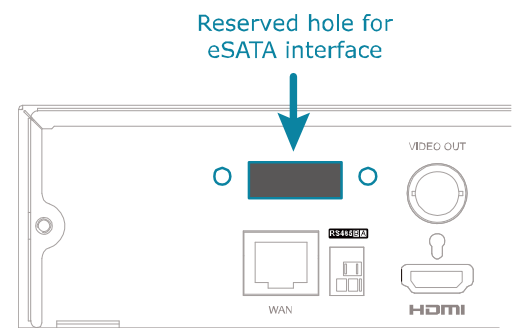 Reserved hole for
eSATA interface
VIDEO OUT
RS485 B A
WAN
HDMI